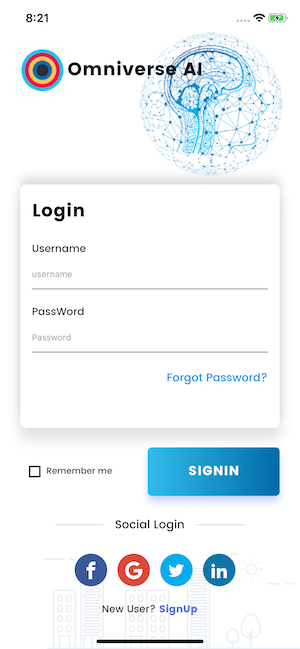 8:21
Omniverse AI
Login
Username
username
PassWord
Password
Forgot Password?
Remember me
SIGNIN
Social Login
f G in
New User? SignUp